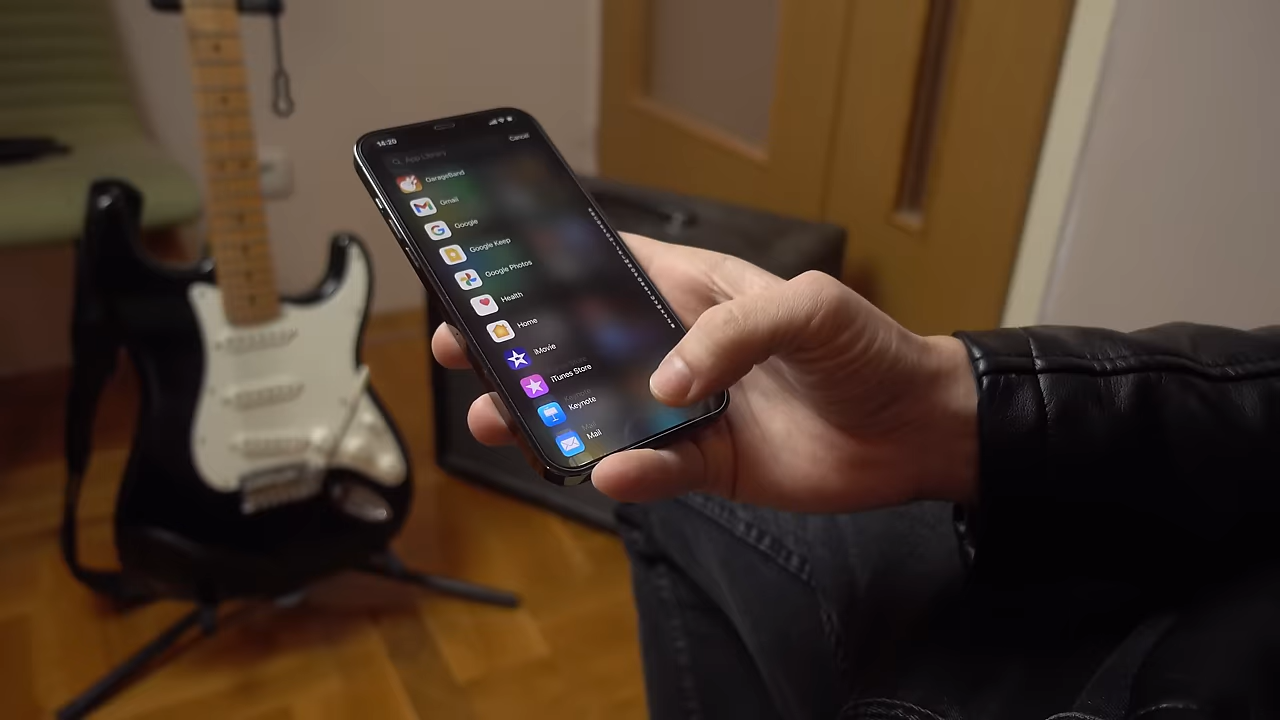 14:20
Cancel
App Library
GarageBand
Gmail
Google
Google Keep
Google Photos
Health
Home
iMovie
iTunes Store
Keynote
Mail